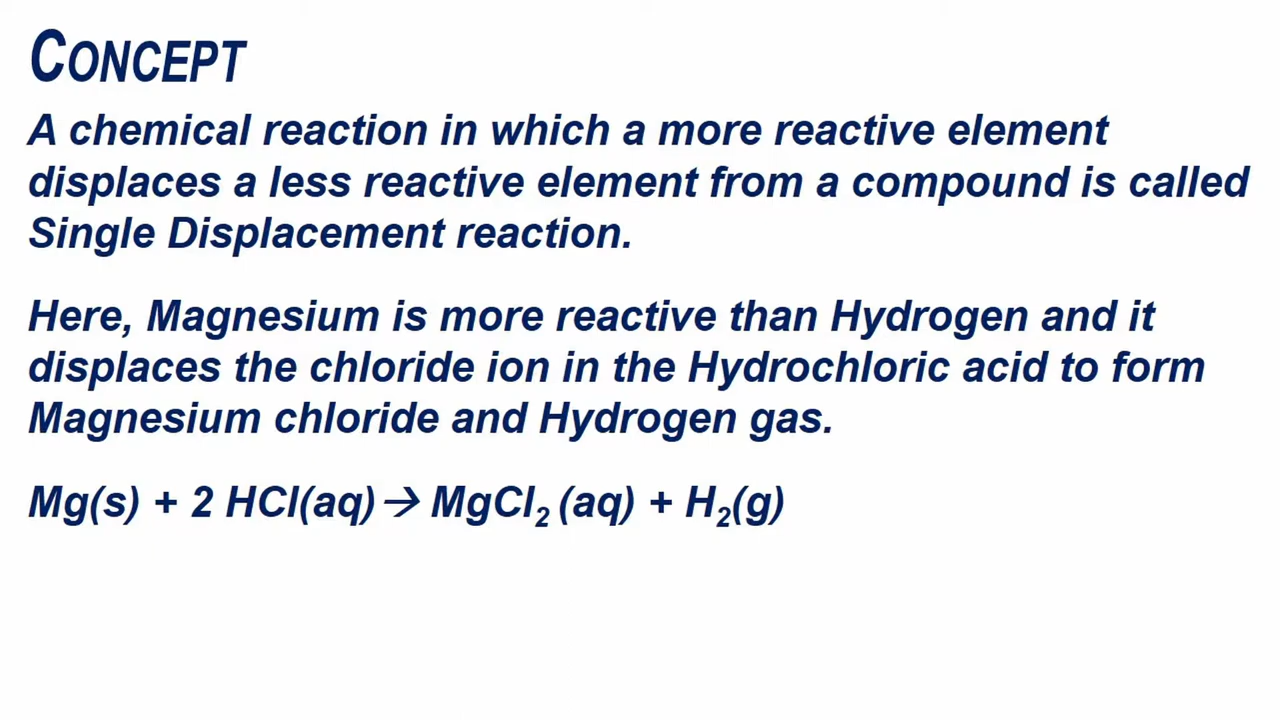 CONCEPT
A chemical reaction in which a more reactive element
displaces a less reactive element from a compound is called
Single Displacement reaction.
Here, Magnesium is more reactive than Hydrogen and it
displaces the chloride ion in the Hydrochloric acid to form
Magnesium chloride and Hydrogen gas.
Mg(s) + 2 HCl(aq)→ MgCl₂ (aq) + H₂(g)